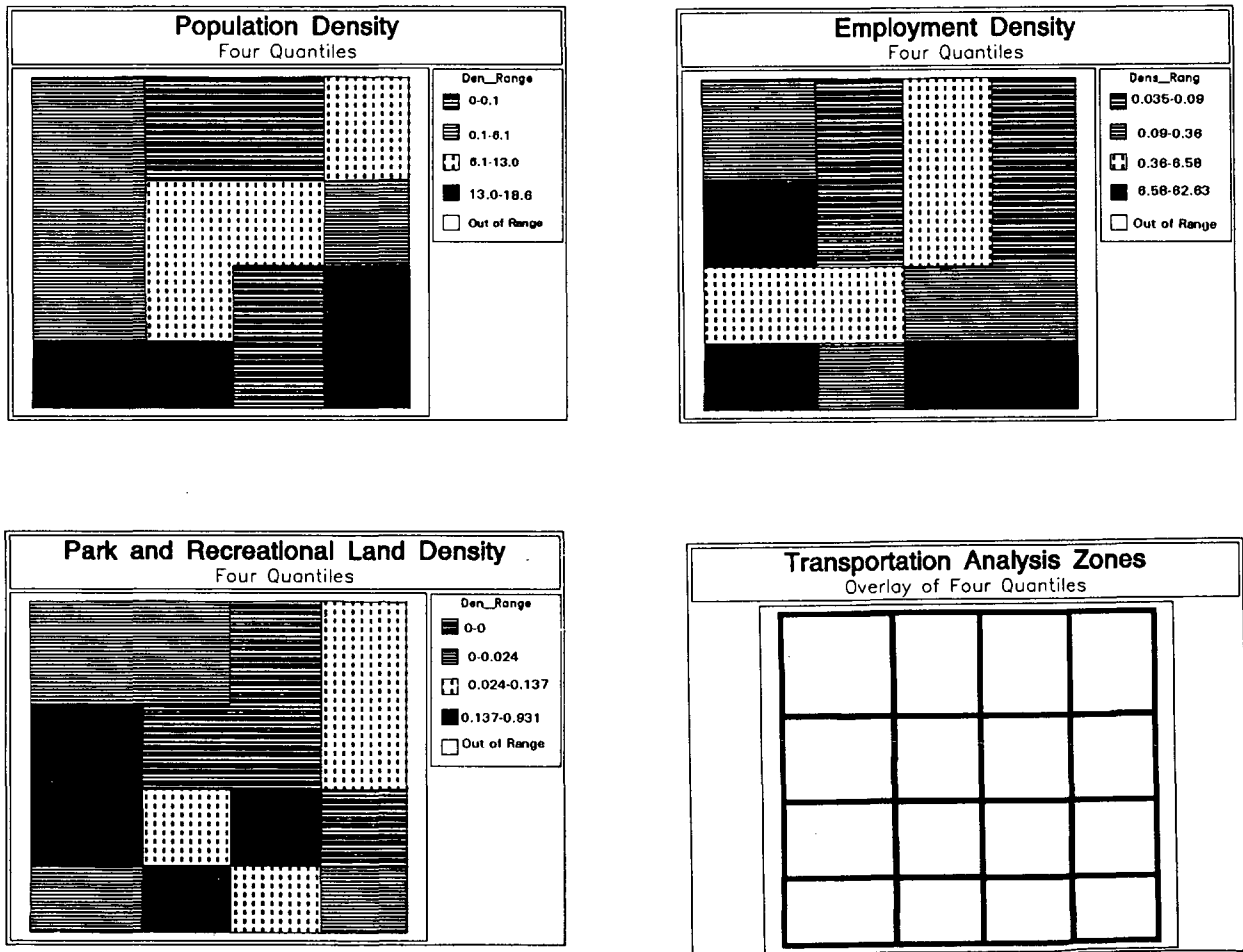 Population Density
Four Quantiles
Den_Range
0-0.1
0.1-6.1
6.1-13.0
13.0-18.6
Out of Range
Employment Density
Four Quantiles
Dens_Rang
0.035-0.09
0.09-0.36
0.36-6.58
6.58-62.63
Out of Range
Park and Recreational Land Density
Four Quantiles
Den_Range
0-0
0-0.024
0.024-0.137
0.137-0.931
Out of Range
Transportation Analysis Zones
Overlay of Four Quantiles